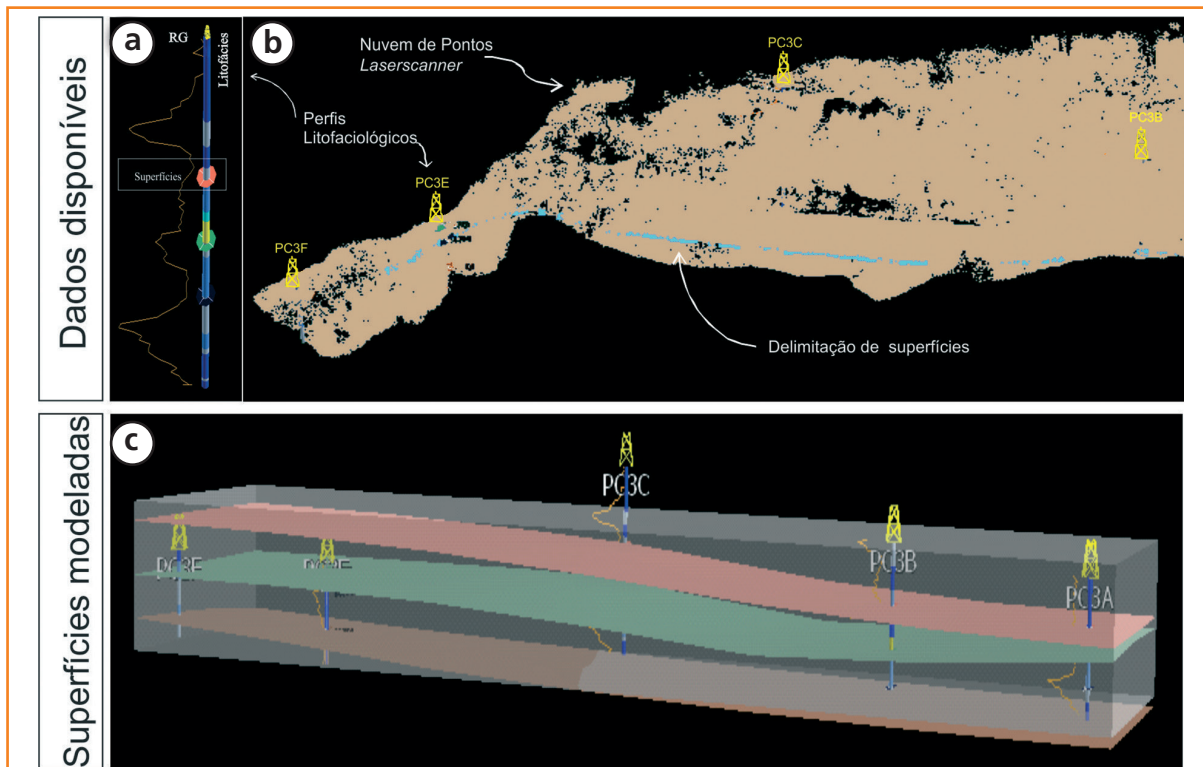 Dados disponíveis
a
RG
Litofácies
Superfícies
b
Nuvem de Pontos
Laserscanner
Perfis
Litofaciológicos
PC3C
PC3B
PC3E
PC3F
Delimitação de superfícies
Superfícies modeladas
c
PC3C
PC3B
PC3A